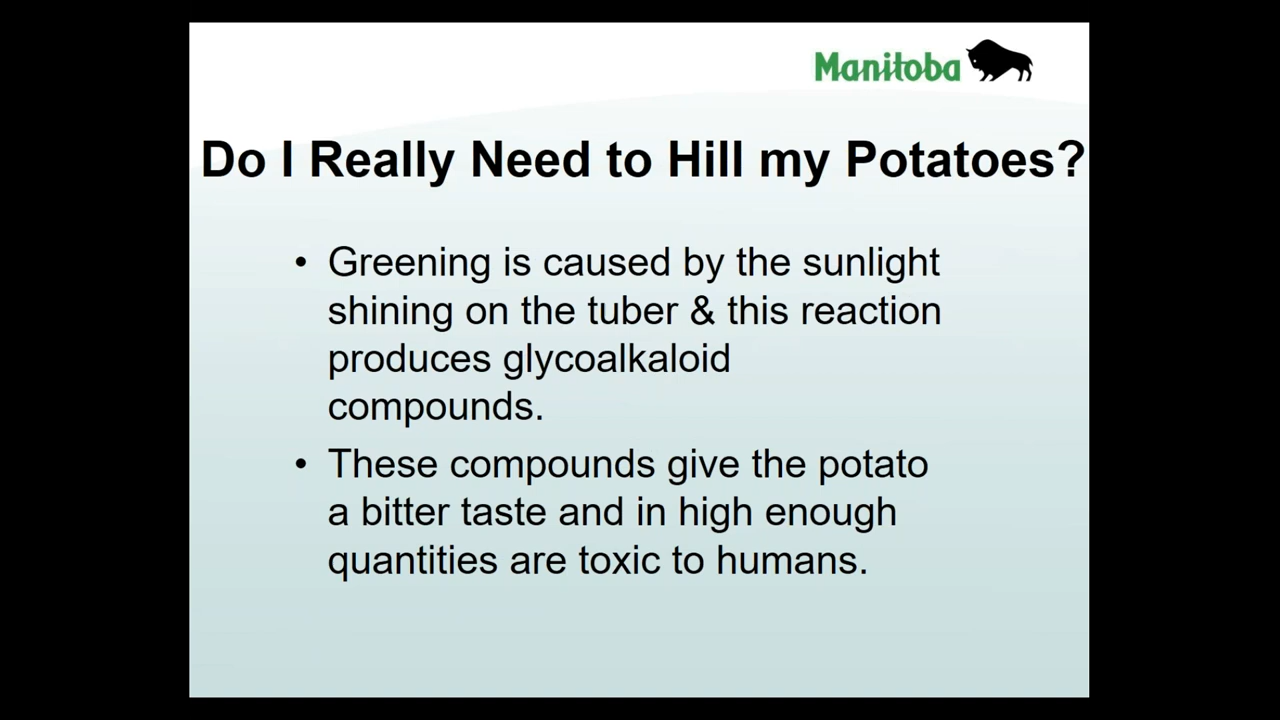 Manitoba
Do I Really Need to Hill my Potatoes?
• Greening is caused by the sunlight
shining on the tuber & this reaction
produces glycoalkaloid
compounds.
• These compounds give the potato
a bitter taste and in high enough
quantities are toxic to humans.